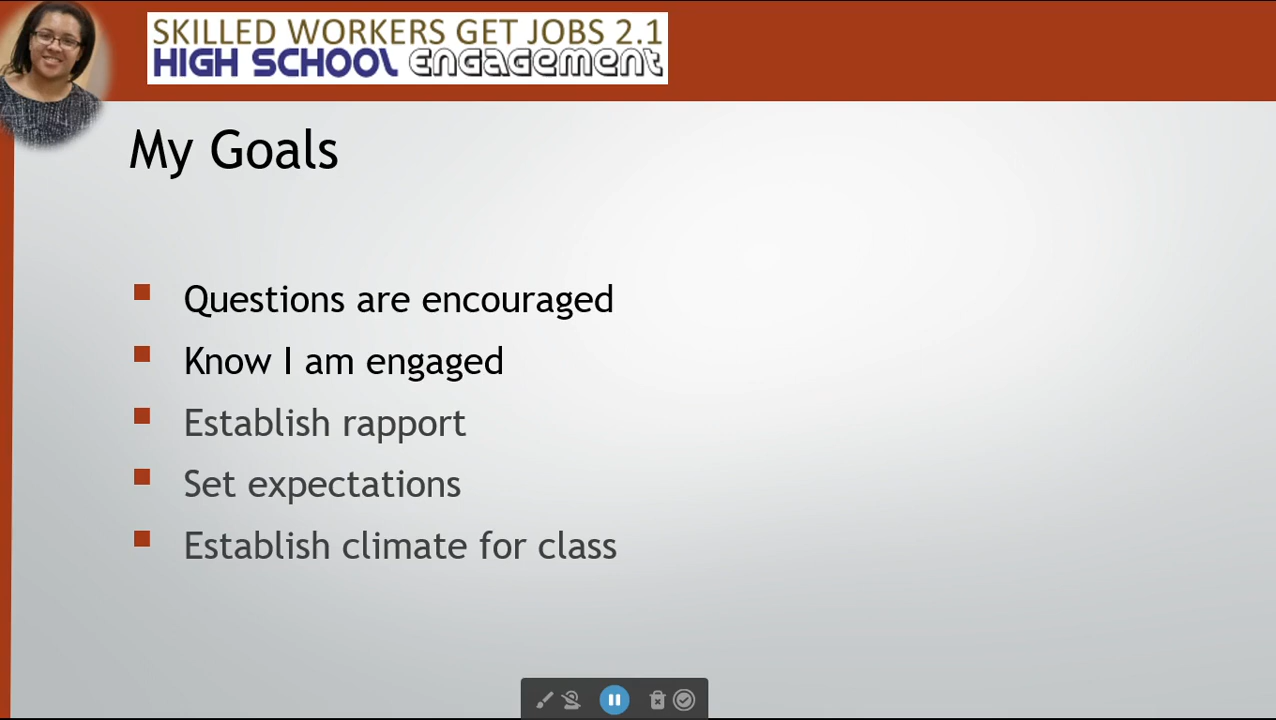 SKILLED WORKERS GET JOBS 2.1
HIGH SCHOOL ENGAGEMENT
My Goals
Questions are encouraged
Know I am engaged
Establish rapport
Set expectations
Establish climate for class